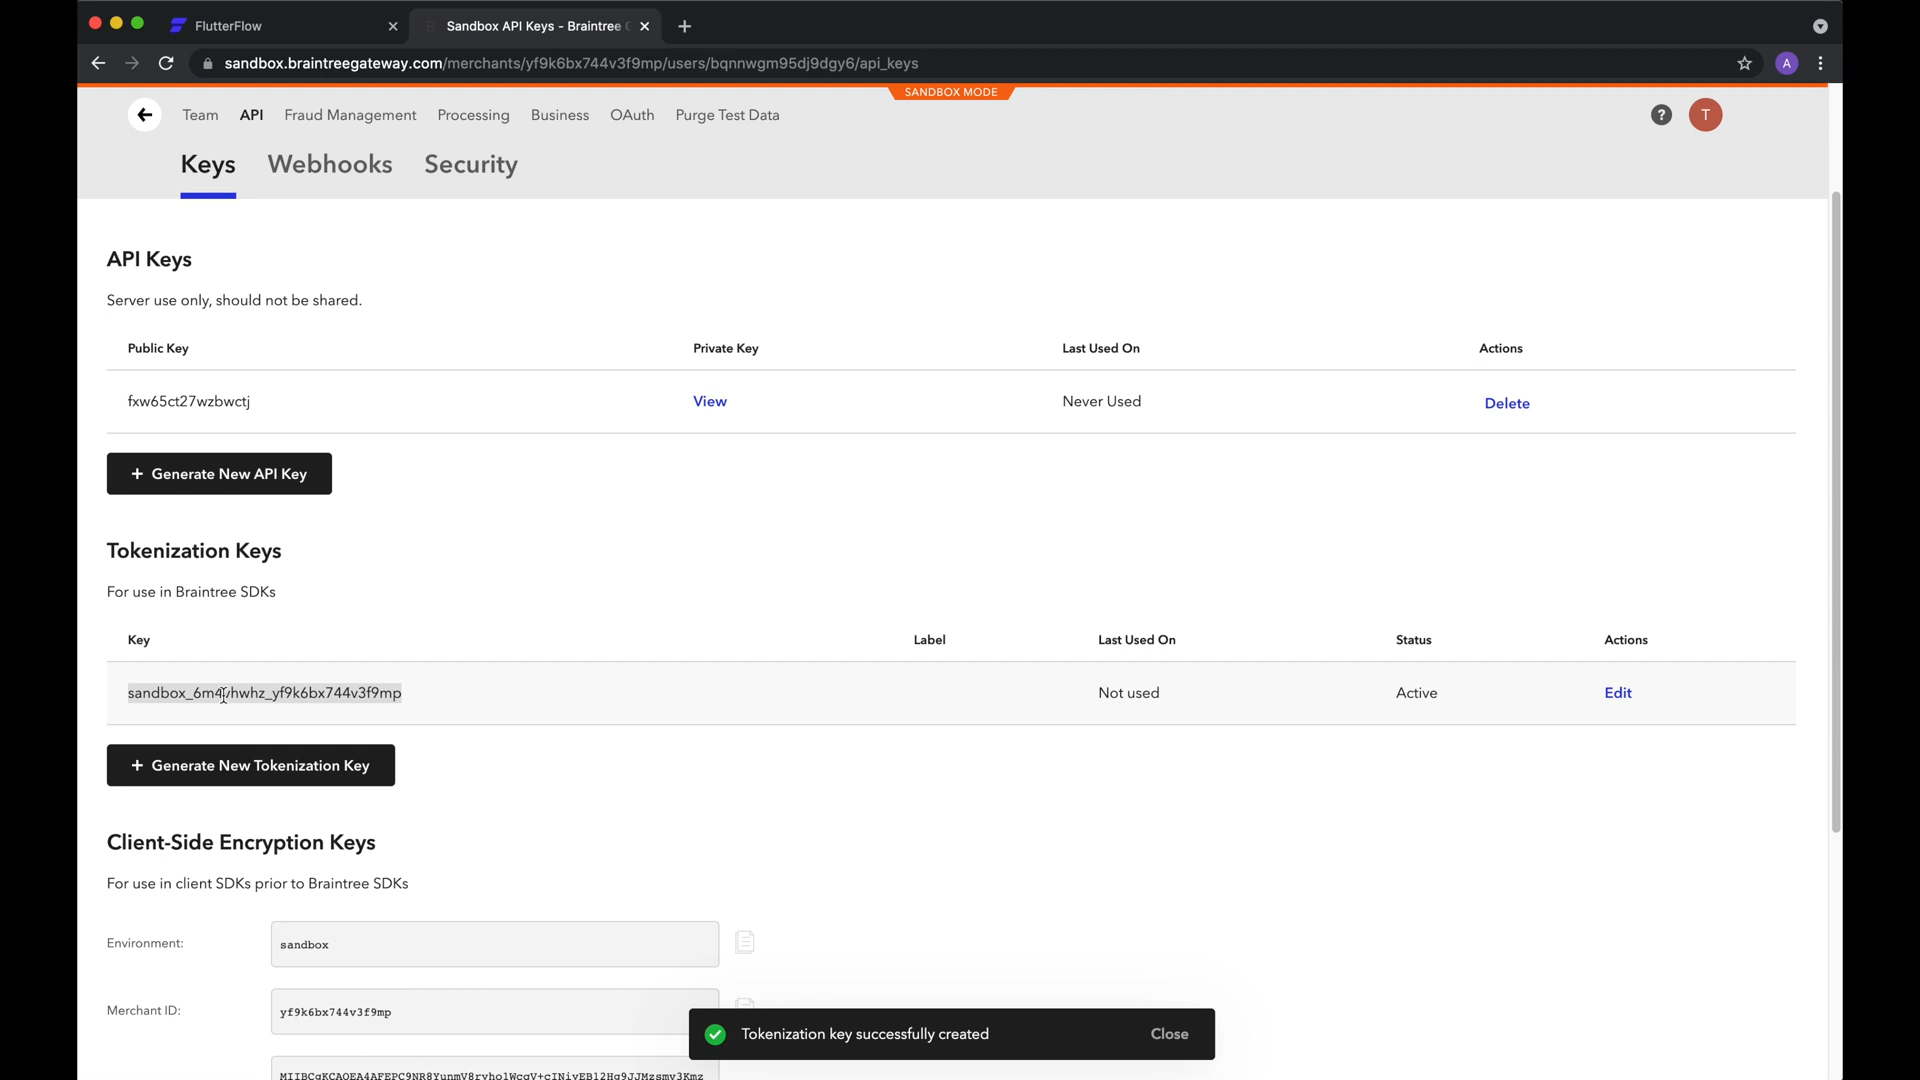 FlutterFlow
Sandbox API Keys - Braintree
sandbox.braintreegateway.com/merchants/yf9k6bx744v3f9mp/users/bqnnwgm95dj9dgy6/api_keys
A
SANDBOX MODE
Team API Fraud Management Processing Business OAuth Purge Test Data
? T
Keys Webhooks Security
API Keys
Server use only, should not be shared.
Public Key Private Key Last Used On Actions
fxw65ct27wzbwctj View Never Used Delete
+ Generate New API Key
Tokenization Keys
For use in Braintree SDKs
Key Label Last Used On Status Actions
sandbox_6m4vhwhz_yf9k6bx744v3f9mp Not used Active Edit
+ Generate New Tokenization Key
Client-Side Encryption Keys
For use in client SDKs prior to Braintree SDKs
Environment: sandbox
Merchant ID: yf9k6bx744v3f9mp
Tokenization key successfully created Close